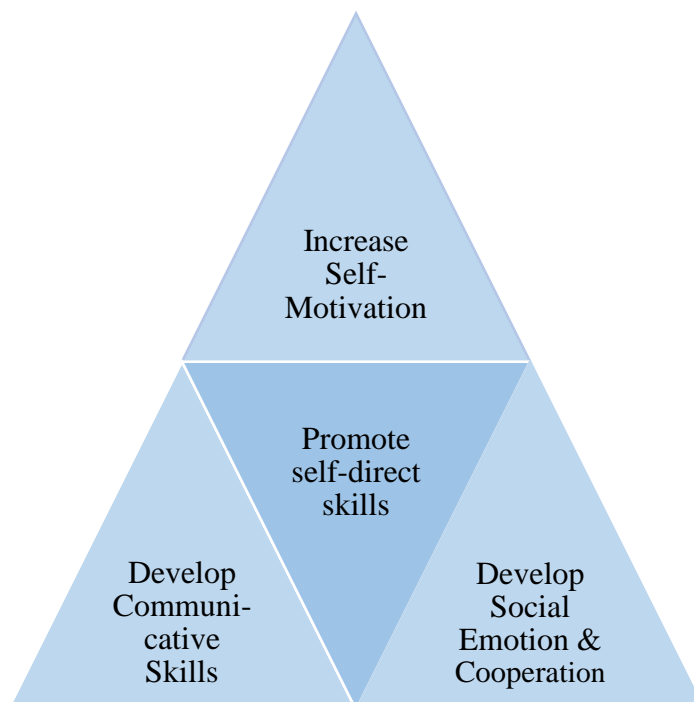 Increase
Self-
Motivation
Promote
self-direct
skills
Develop
Communi-
cative
Skills
Develop
Social
Emotion &
Cooperation